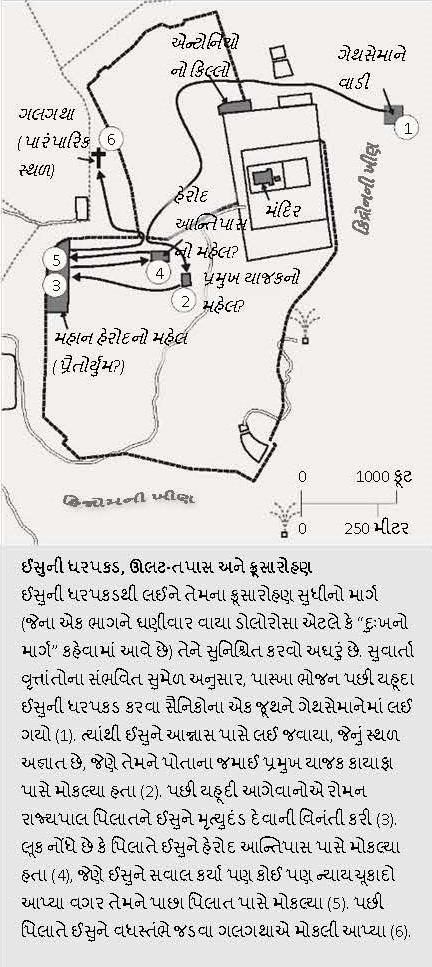 એન્ટોનિયો
નો કિલ્લો
ગેથસેમાને
વાડી
1
ગલગથા
(પારંપારિક
સ્થળ)
6
કિદ્રોનની ખીણ
મંદિર
હેરોદ
આન્તિપાસ
નો મહેલ?
5
4
3
2
પ્રમુખ યાજકનો
મહેલ?
મહાન હેરોદનો મહેલ
(પ્રૈતોર્યુમ?)
હિન્નોમની ખીણ
0 1000 ફૂટ
0 250 મીટર
ઈસુની ધરપકડ, ઊલટ-તપાસ અને ક્રૂસારોહણ
ઈસુની ધરપકડથી લઈને તેમના ક્રૂસારોહણ સુધીનો માર્ગ
(જેના એક ભાગને ઘણીવાર વાયા ડોલોરોસા એટલે કે “દુઃખનો
માર્ગ” કહેવામાં આવે છે) તેને સુનિશ્ચિત કરવો અઘરું છે. સુવાર્તા
વૃત્તાંતોના સંભવિત સુમેળ અનુસાર, પાસ્ખા ભોજન પછી યહૂદા
ઈસુની ધરપકડ કરવા સૈનિકોના એક જૂથને ગેથસેમાનેમાં લઈ
ગયો (1). ત્યાંથી ઈસુને આન્નાસ પાસે લઈ જવાયા, જેનું સ્થળ
અજ્ઞાત છે, જેણે તેમને પોતાના જમાઈ પ્રમુખ યાજક કાયાફા
પાસે મોકલ્યા હતા (2). પછી યહૂદી આગેવાનોએ રોમન
રાજ્યપાલ પિલાતને ઈસુને મૃત્યુદંડ દેવાની વિનંતી કરી (3).
લૂક નોંધે છે કે પિલાતે ઈસુને હેરોદ આન્તિપાસ પાસે મોકલ્યા
હતા (4), જેણે ઈસુને સવાલ કર્યા પણ કોઈ પણ ન્યાયચૂકાદો
આપ્યા વગર તેમને પાછા પિલાત પાસે મોકલ્યા (5). પછી
પિલાતે ઈસુને વધસ્તંભે જડવા ગલગથાએ મોકલી આપ્યા (6).